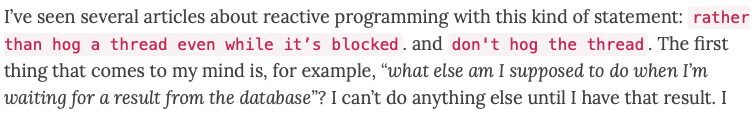 I've seen several articles about reactive programming with this kind of statement: rather
than hog a thread even while it’s blocked. and don't hog the thread. The first
thing that comes to my mind is, for example, “what else am I supposed to do when I’m
waiting for a result from the database”? I can’t do anything else until I have that result. I